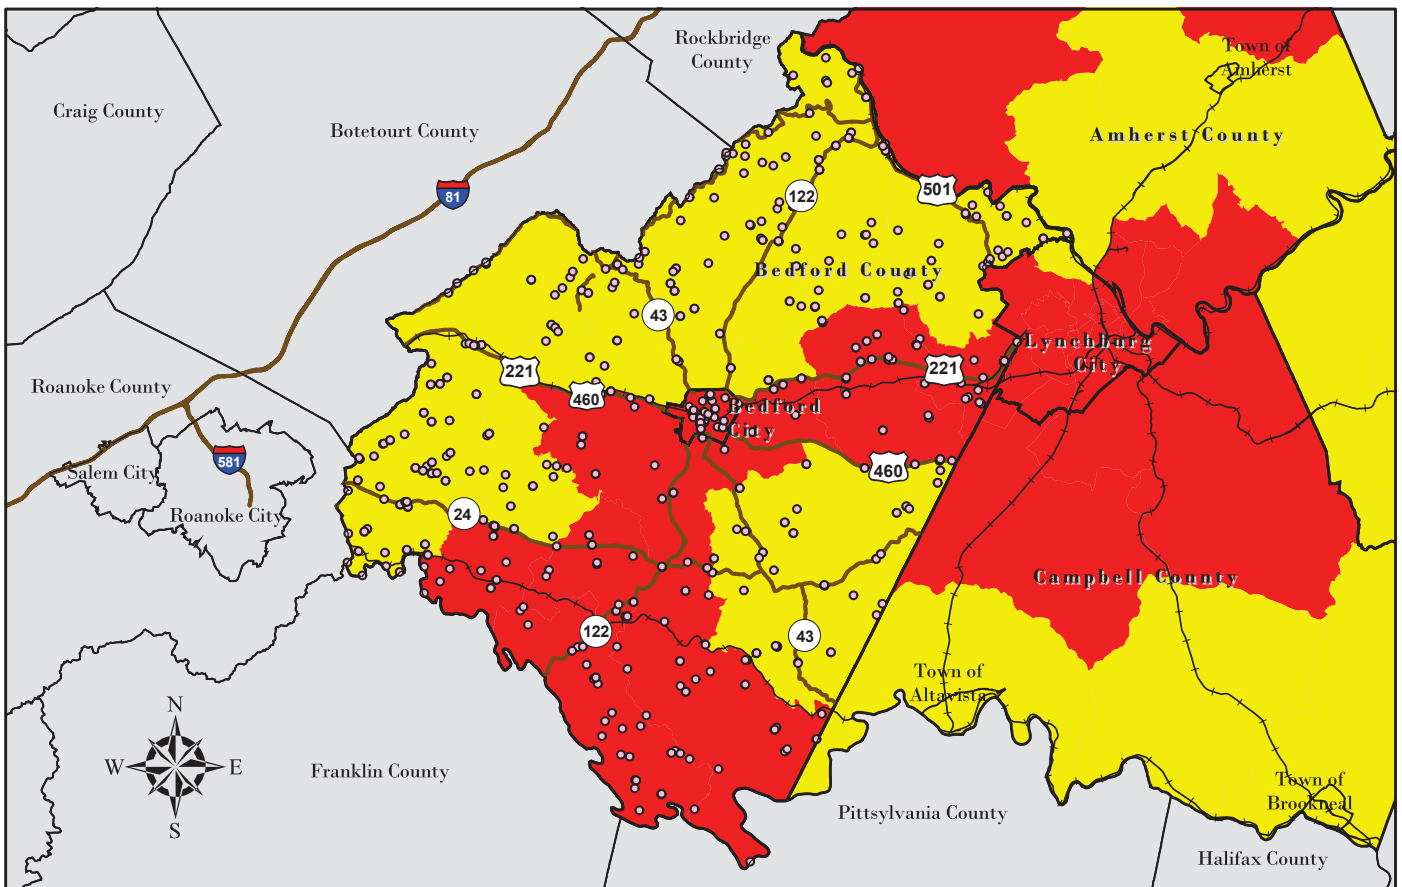 Rockbridge
County
Town of
Amherst
Craig County
Botetourt County
Amherst County
81
122
501
Bedford County
43
Lynchburg
City
221
221
Roanoke County
460
Bedford
City
581
460
Salem City
24
Roanoke City
Campbell County
122
43
Town of
Altavista
N
W
E
S
Franklin County
Town of
Brookneal
Pittsylvania County
Halifax County